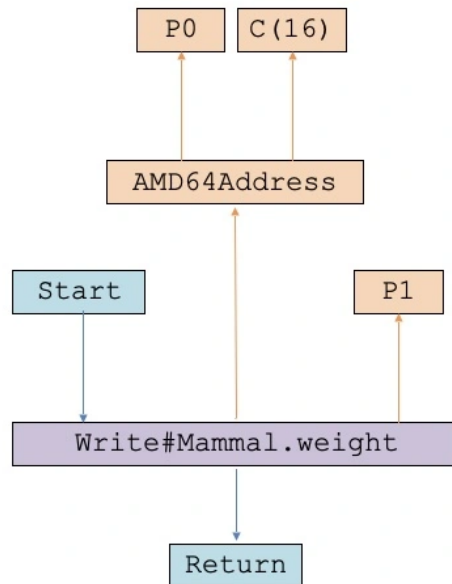 P0
C(16)
AMD64Address
Start
P1
Write#Mammal.weight
Return